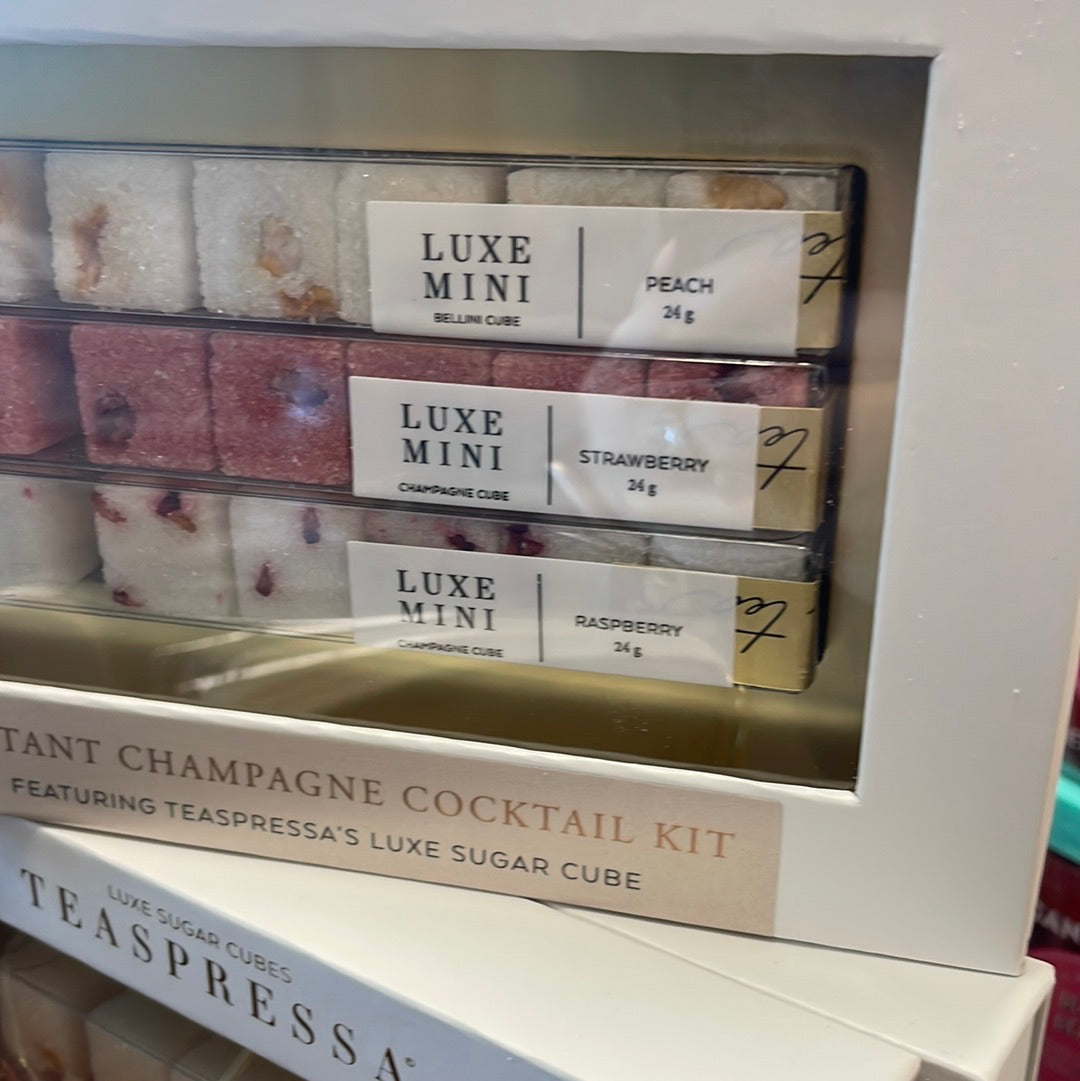 LUXE
MINI
BELLINI CUBE
PEACH
24 g
LUXE
MINI
CHAMPAGNE CUBE
STRAWBERRY
24 g
LUXE
MINI
CHAMPAGNE CUBE
RASPBERRY
24 g
TANT CHAMPAGNE COCKTAIL KIT
FEATURING TEASPRESSA'S LUXE SUGAR CUBE
LUXE SUGAR CUBES
TEASPRESSA